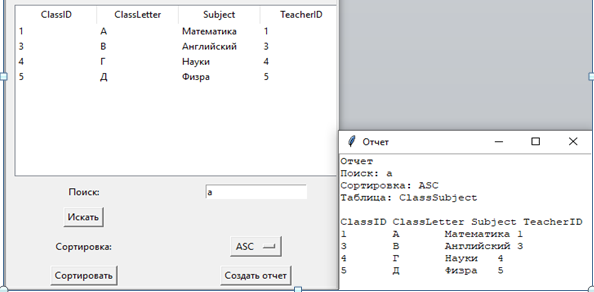 ClassID ClassLetter Subject TeacherID
1 А Математика 1
3 В Английский 3
4 Г Науки 4
5 Д Физра 5
Поиск: а
Искать
Сортировка: ASC
Сортировать Создать отчет
Отчет
Отчет
Поиск: а
Сортировка: ASC
Таблица: ClassSubject
ClassID ClassLetter Subject TeacherID
1 А Математика 1
3 В Английский 3
4 Г Науки 4
5 Д Физра 5